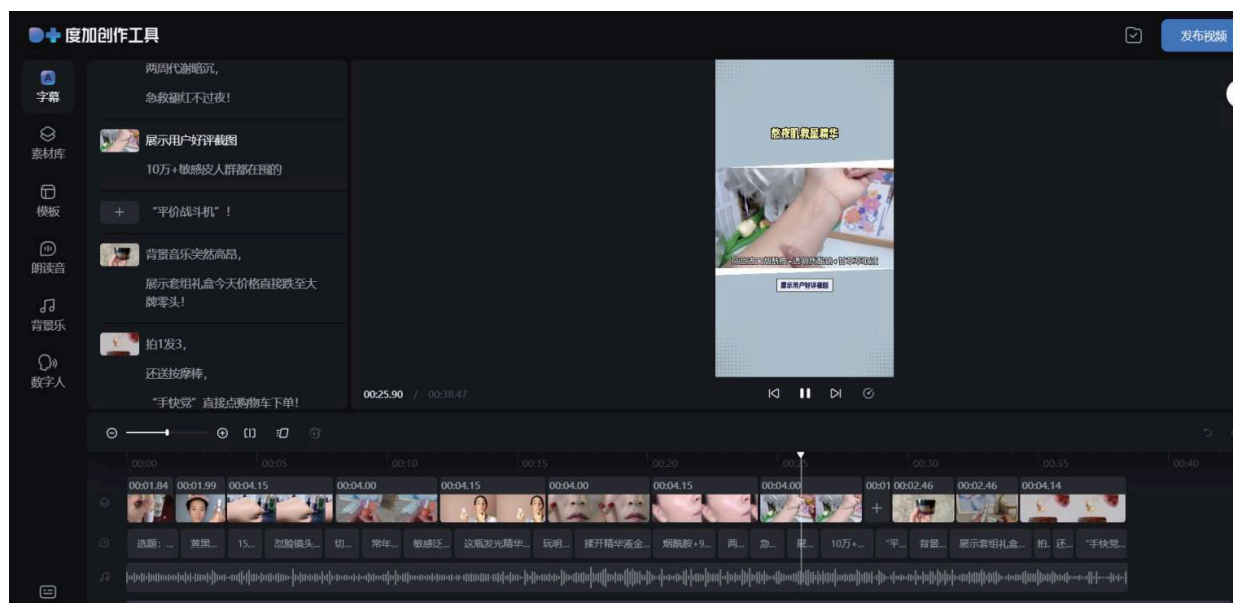 度加创作工具
发布视频
字幕
素材库
模板
朗读音
背景乐
数字人
两周代谢暗沉,
急救褪红不过夜!
展示用户好评截图
10万+敏感皮人群都在囤的
+ “平价战斗机”!
背景音乐突然高昂,
展示套组礼盒今天价格直接跌至大
牌零头!
拍1发3,
还送按摩棒,
“手快党”直接点购物车下单!
熬夜肌救星精华
展示用户好评截图
00:25.90 / 00:38.47
00:00 00:05 00:10 00:15 00:20 00:25 00:30 00:35 00:40
00:01.84 00:01.99 00:04.15 00:04.00 00:04.15 00:04.00 00:04.15 00:04.00 00:01 00:02.46 00:02.46 00:04.14
选题: ... 黄黑... 15... 怼脸镜头... 切... 常年... 敏感泛... 这瓶发光精华... 玩明... 揉开精华液金... 烟酰胺+9... 两... 急... 展... 10万+... “平... 背景... 展示套组礼盒... 拍.. 还... “手快党...